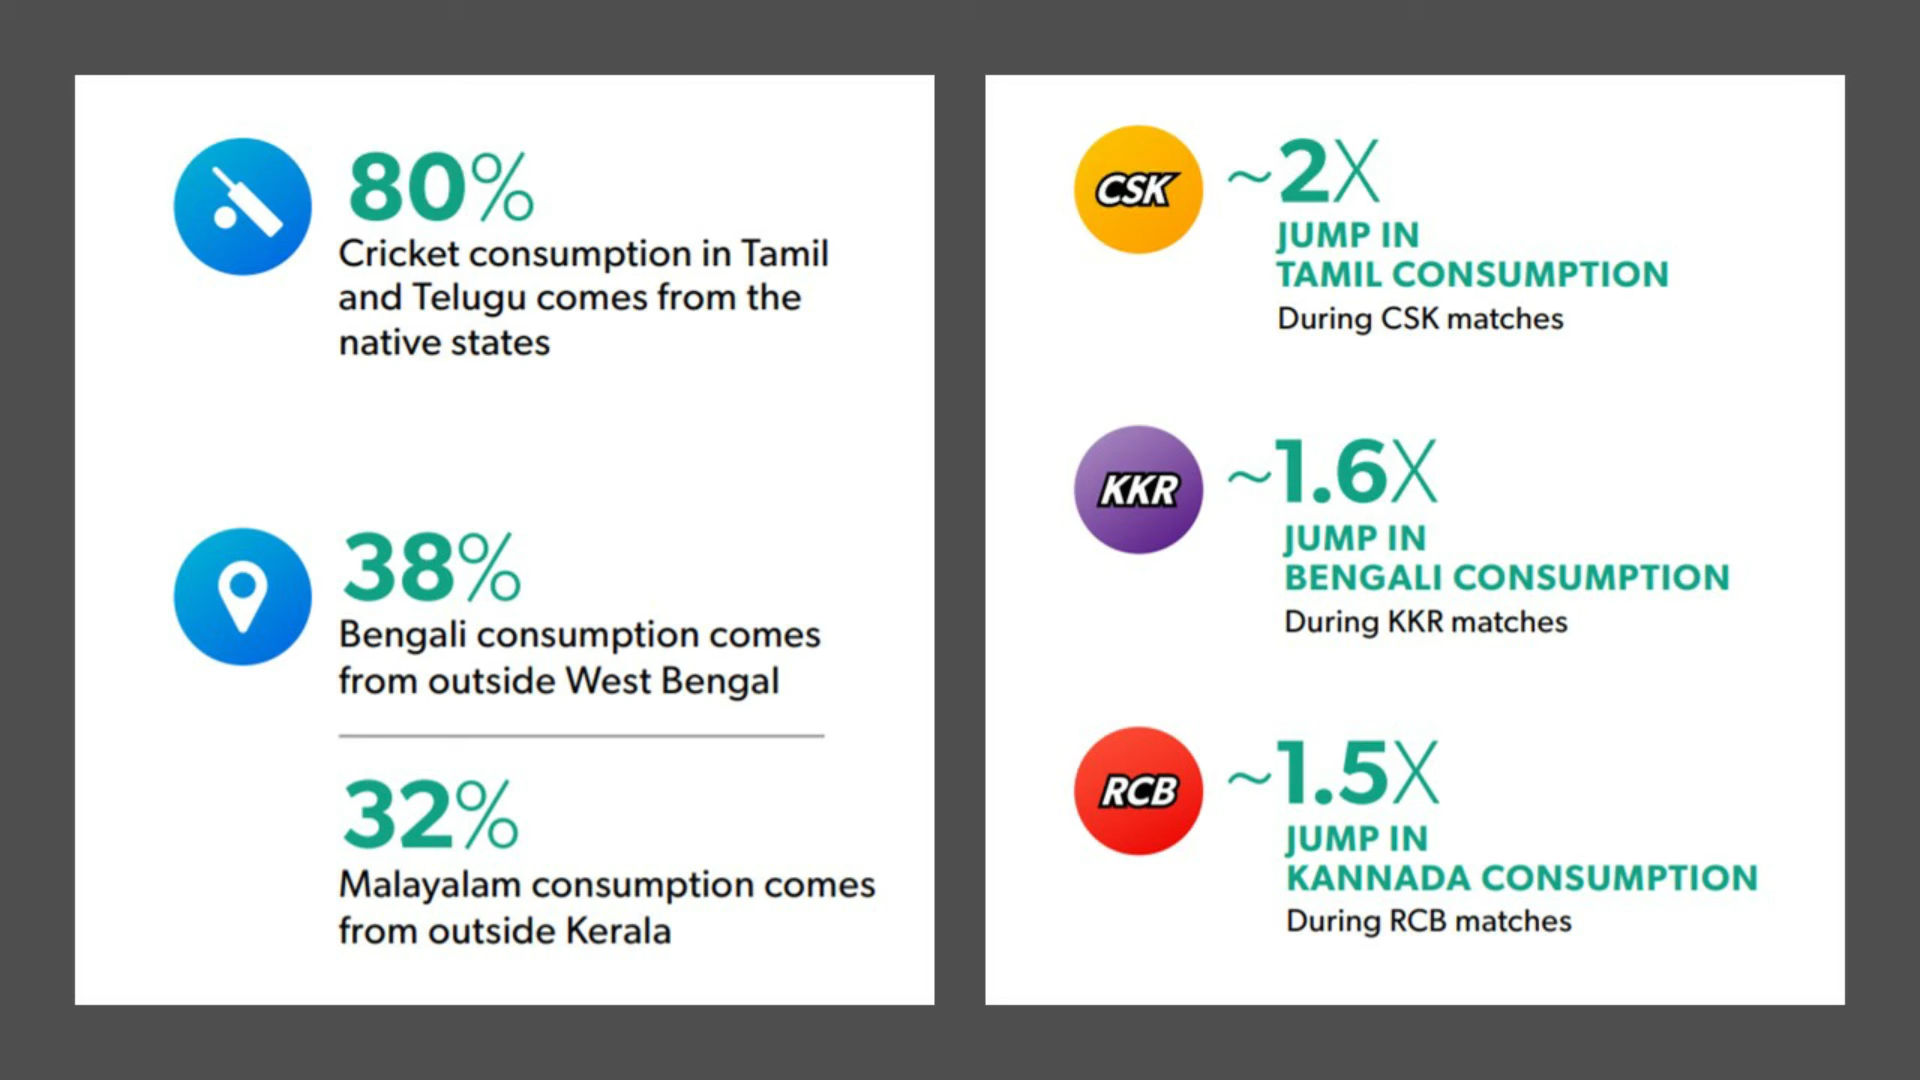 80%
Cricket consumption in Tamil
and Telugu comes from the
native states
38%
Bengali consumption comes
from outside West Bengal
32%
Malayalam consumption comes
from outside Kerala
CSK
~2X
JUMP IN
TAMIL CONSUMPTION
During CSK matches
KKR
~1.6X
JUMP IN
BENGALI CONSUMPTION
During KKR matches
RCB
~1.5X
JUMP IN
KANNADA CONSUMPTION
During RCB matches